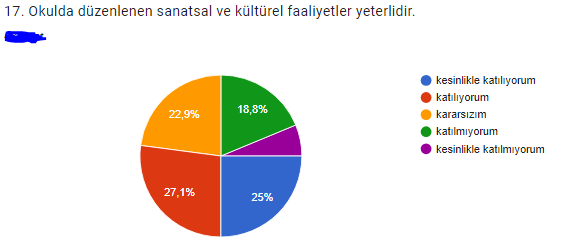 17. Okulda düzenlenen sanatsal ve kültürel faaliyetler yeterlidir.
kesinlikle katılıyorum
katılıyorum
kararsızım
katılmıyorum
kesinlikle katılmıyorum
22,9%
18,8%
27,1%
25%